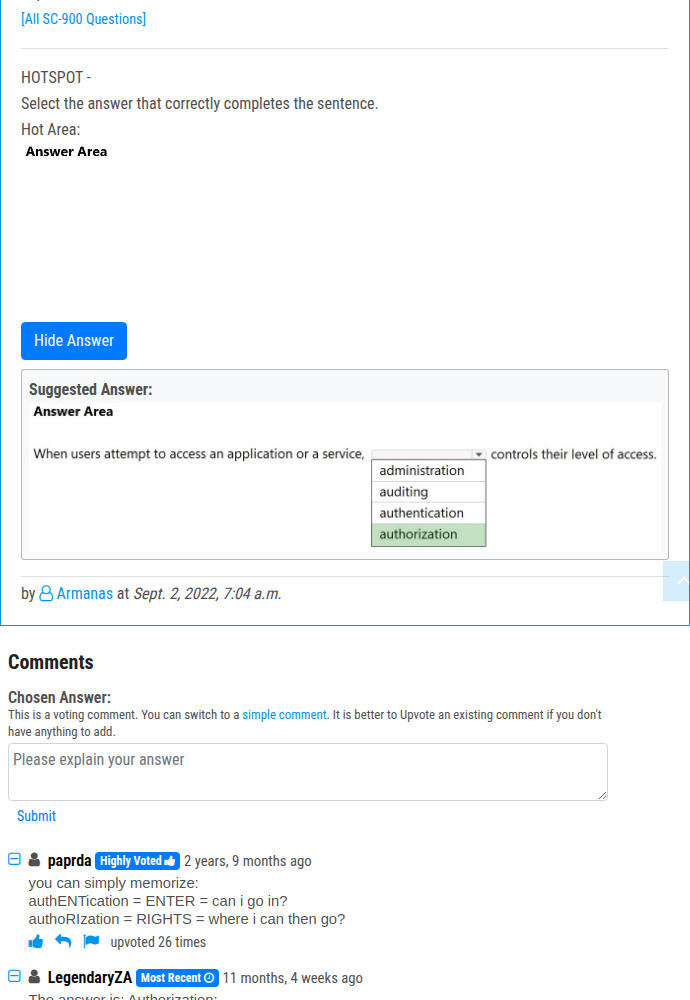 [All SC-900 Questions]
HOTSPOT -
Select the answer that correctly completes the sentence.
Hot Area:
Answer Area
Hide Answer
Suggested Answer:
Answer Area
When users attempt to access an application or a service, controls their level of access.
administration
auditing
authentication
authorization
by Armanas at Sept. 2, 2022, 7:04 a.m.
Comments
Chosen Answer:
This is a voting comment. You can switch to a simple comment. It is better to Upvote an existing comment if you don't
have anything to add.
Please explain your answer
Submit
paprda Highly Voted 2 years, 9 months ago
you can simply memorize:
authENTication = ENTER = can i go in?
authoRIzation = RIGHTS = where i can then go?
upvoted 26 times
LegendaryZA Most Recent 11 months, 4 weeks ago
The answer is: Authorization: